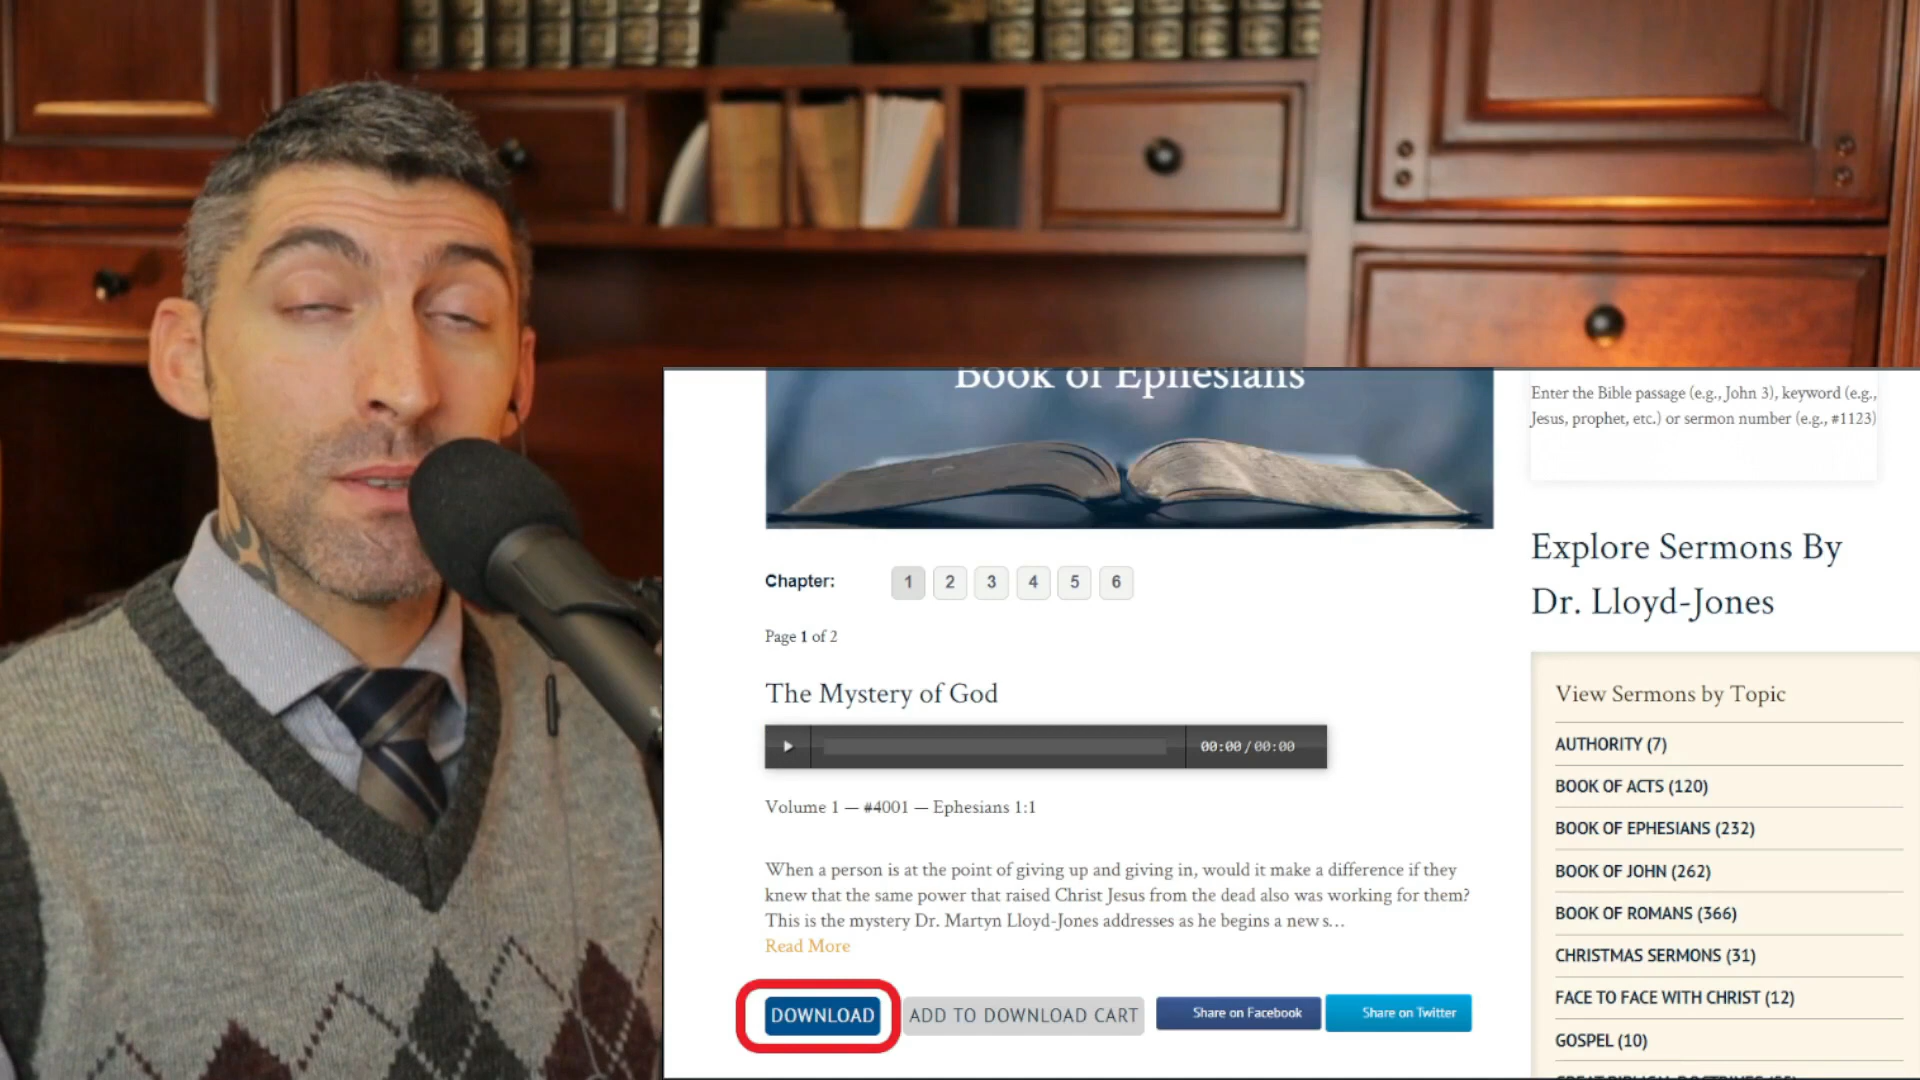 Book of Ephesians
Enter the Bible passage (e.g., John 3), keyword (e.g.,
Jesus, prophet, etc.) or sermon number (e.g., #1123)
Chapter: 1 2 3 4 5 6
Page 1 of 2
The Mystery of God
00:00/00:00
Volume 1 — #4001 — Ephesians 1:1
When a person is at the point of giving up and giving in, would it make a difference if they
knew that the same power that raised Christ Jesus from the dead also was working for them?
This is the mystery Dr. Martyn Lloyd-Jones addresses as he begins a new s...
Read More
DOWNLOAD
ADD TO DOWNLOAD CART
Share on Facebook
Share on Twitter
Explore Sermons By
Dr. Lloyd-Jones
View Sermons by Topic
AUTHORITY (7)
BOOK OF ACTS (120)
BOOK OF EPHESIANS (232)
BOOK OF JOHN (262)
BOOK OF ROMANS (366)
CHRISTMAS SERMONS (31)
FACE TO FACE WITH CHRIST (12)
GOSPEL (10)